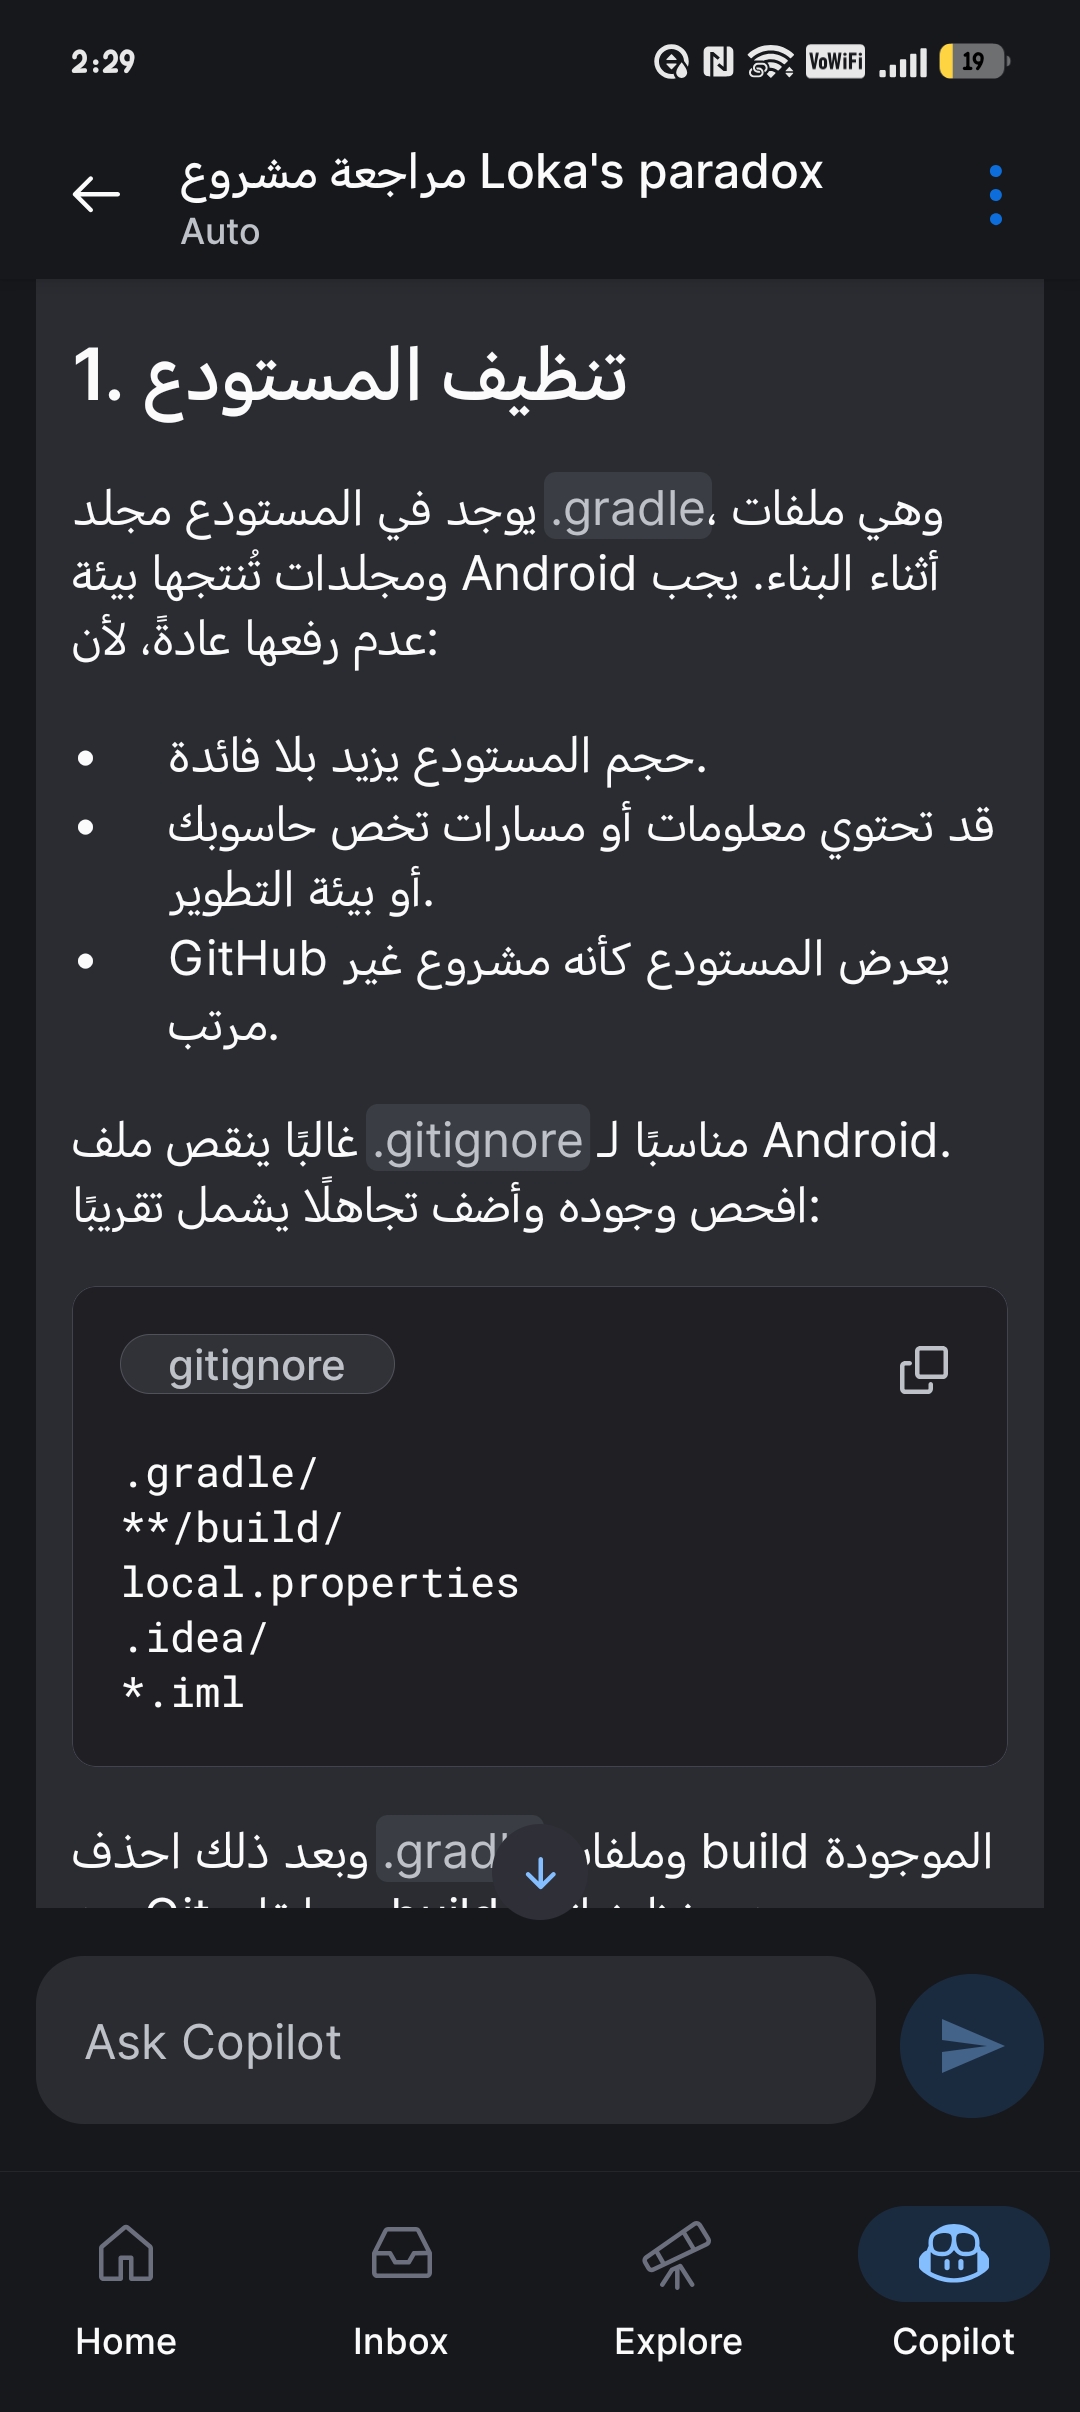 2:29
VoWiFi
19
مراجعة مشروع Loka's paradox
Auto
1. تنظيف المستودع
يوجد في المستودع مجلد .gradle، وهي ملفات
ومجلدات تُنتجها بيئة Android أثناء البناء. يجب
عدم رفعها عادةً، لأن:
• حجم المستودع يزيد بلا فائدة.
• قد تحتوي معلومات أو مسارات تخص حاسوبك
أو بيئة التطوير.
• GitHub يعرض المستودع كأنه مشروع غير
مرتب.
غالبًا ينقص ملف .gitignore مناسبًا لـ Android.
افحص وجوده وأضف تجاهلًا يشمل تقريبًا:
gitignore
.gradle/
**/build/
local.properties
.idea/
*.iml
وبعد ذلك احذف .grad وملفات build الموجودة
Ask Copilot
Home
Inbox
Explore
Copilot